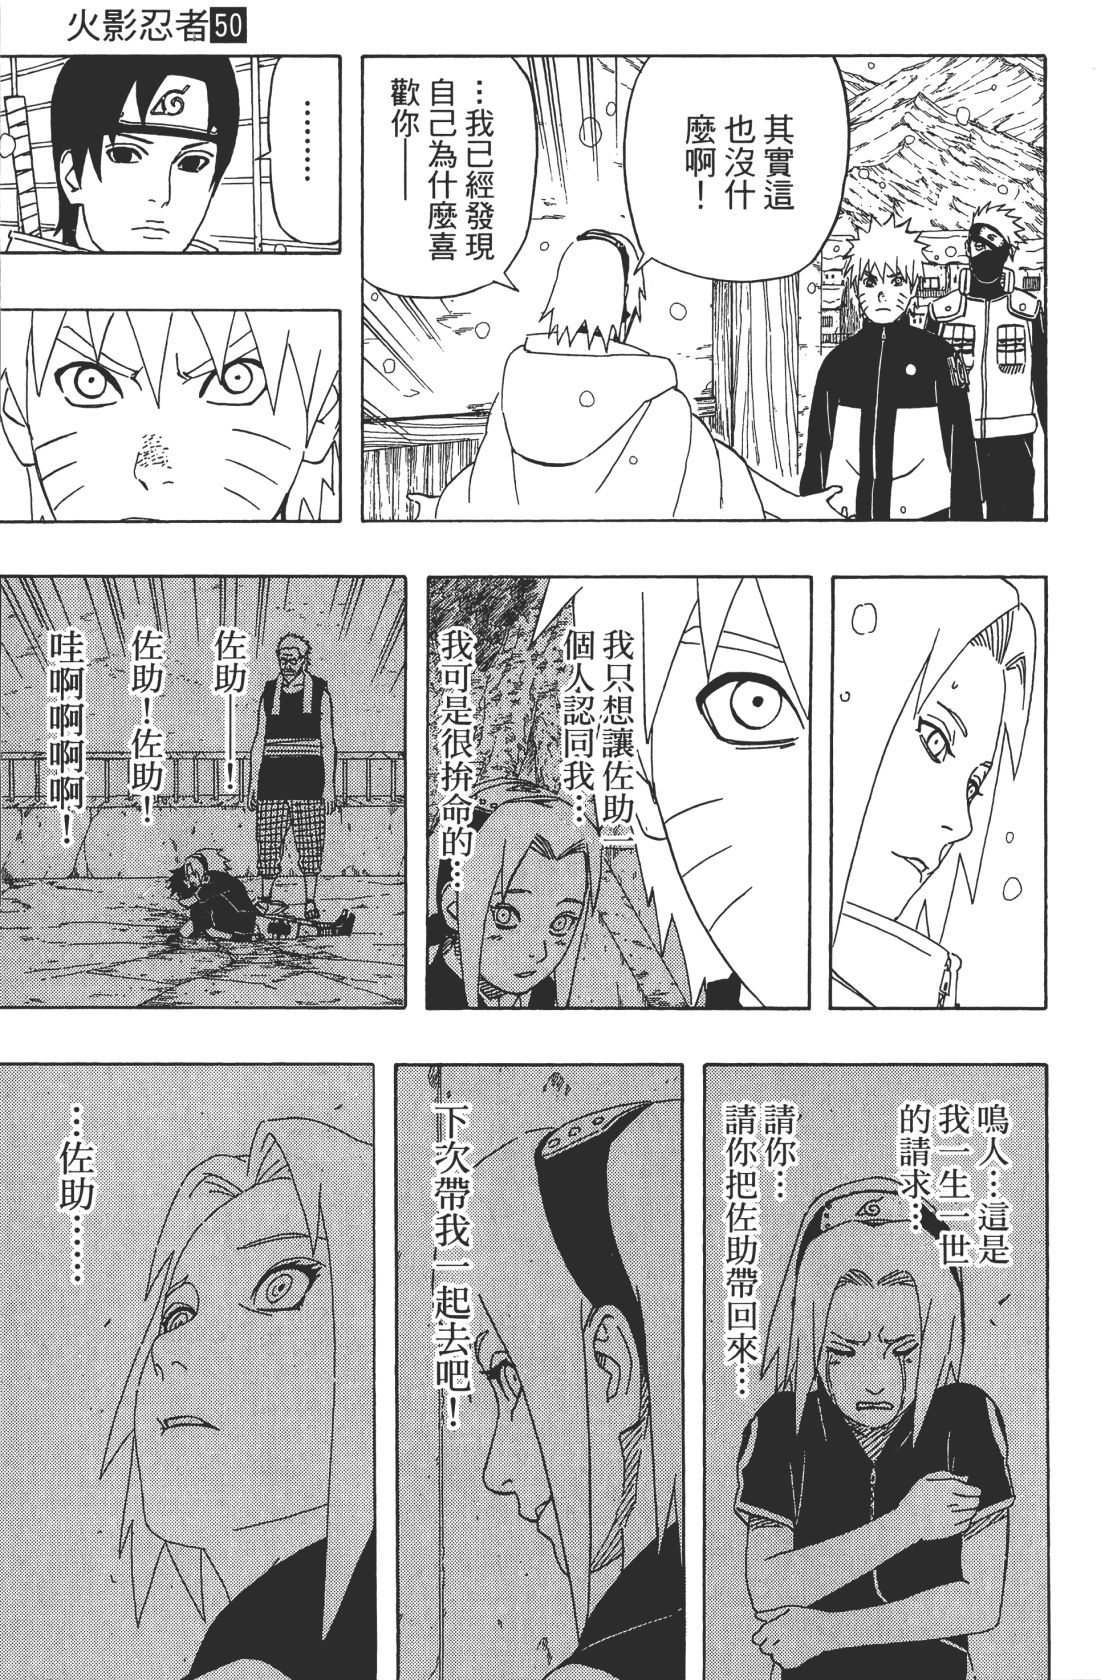 火影忍者50
其實這
也沒什
麼啊！
…我已經發現
自己為什麼喜
歡你——
………
我只想讓佐助一
個人認同我…
我可是很拚命的…
佐助——！
佐助！佐助！
哇啊啊啊啊！
鳴人…這是
我一生一世
的請求…
請你…
請你把佐助帶回來…
下次帶我一起去吧！
…佐助……